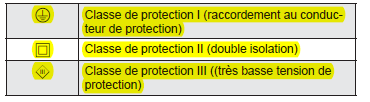 Classe de protection I (raccordement au conduc-
teur de protection)
Classe de protection II (double isolation)
Classe de protection III ((très basse tension de
protection)